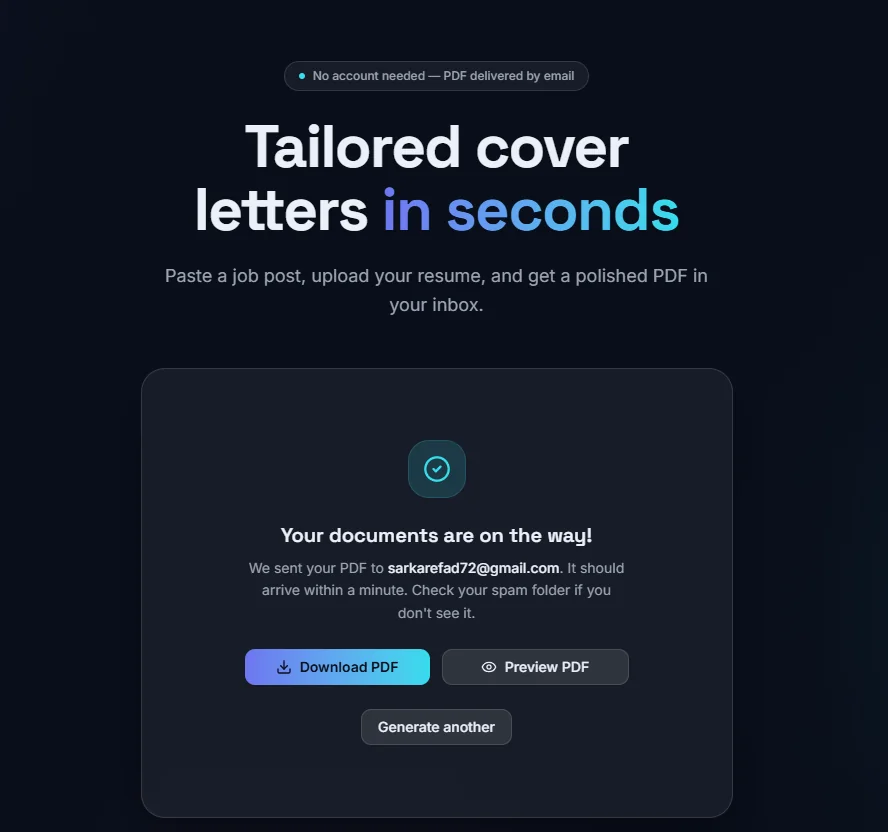 No account needed — PDF delivered by email
Tailored cover
letters in seconds
Paste a job post, upload your resume, and get a polished PDF in
your inbox.
Your documents are on the way!
We sent your PDF to sarkarefad72@gmail.com. It should
arrive within a minute. Check your spam folder if you
don't see it.
Download PDF
Preview PDF
Generate another